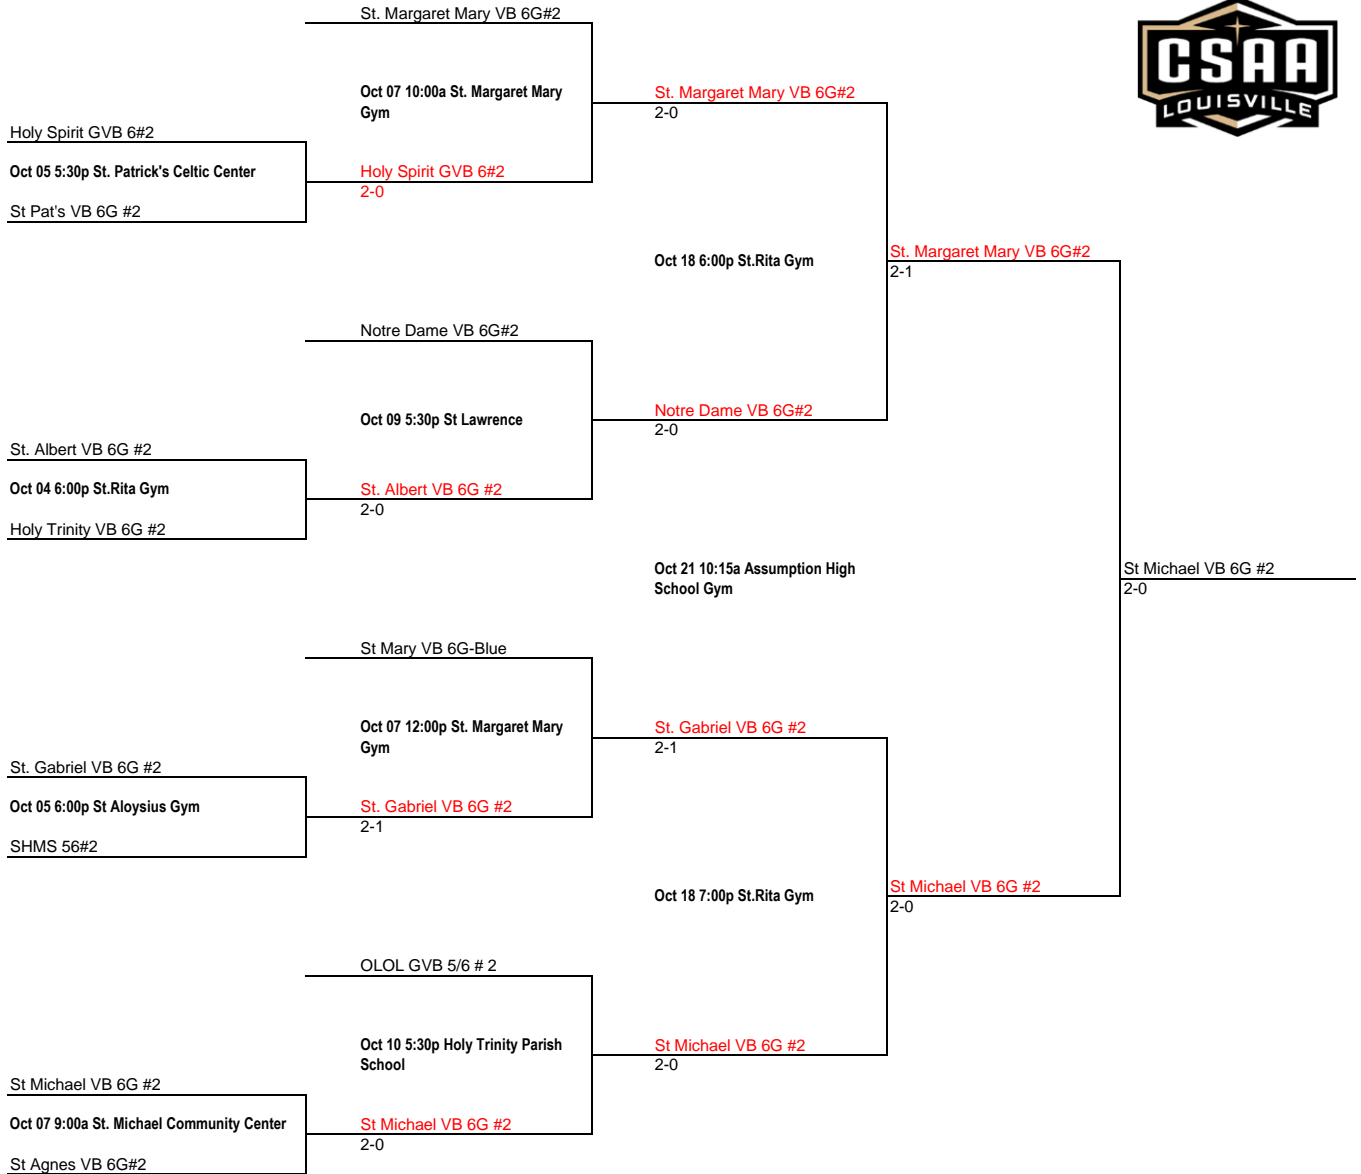 St. Margaret Mary VB 6G#2
CSAA
LOUISVILLE
Oct 07 10:00a St. Margaret Mary
Gym
St. Margaret Mary VB 6G#2
2-0
Holy Spirit GVB 6#2
Oct 05 5:30p St. Patrick's Celtic Center
Holy Spirit GVB 6#2
2-0
St Pat's VB 6G #2
Oct 18 6:00p St.Rita Gym
St. Margaret Mary VB 6G#2
2-1
Notre Dame VB 6G#2
Oct 09 5:30p St Lawrence
Notre Dame VB 6G#2
2-0
St. Albert VB 6G #2
Oct 04 6:00p St.Rita Gym
St. Albert VB 6G #2
2-0
Holy Trinity VB 6G #2
Oct 21 10:15a Assumption High
School Gym
St Michael VB 6G #2
2-0
St Mary VB 6G-Blue
Oct 07 12:00p St. Margaret Mary
Gym
St. Gabriel VB 6G #2
2-1
St. Gabriel VB 6G #2
Oct 05 6:00p St Aloysius Gym
St. Gabriel VB 6G #2
2-1
SHMS 56#2
Oct 18 7:00p St.Rita Gym
St Michael VB 6G #2
2-0
OLOL GVB 5/6 # 2
Oct 10 5:30p Holy Trinity Parish
School
St Michael VB 6G #2
2-0
St Michael VB 6G #2
Oct 07 9:00a St. Michael Community Center
St Michael VB 6G #2
2-0
St Agnes VB 6G#2